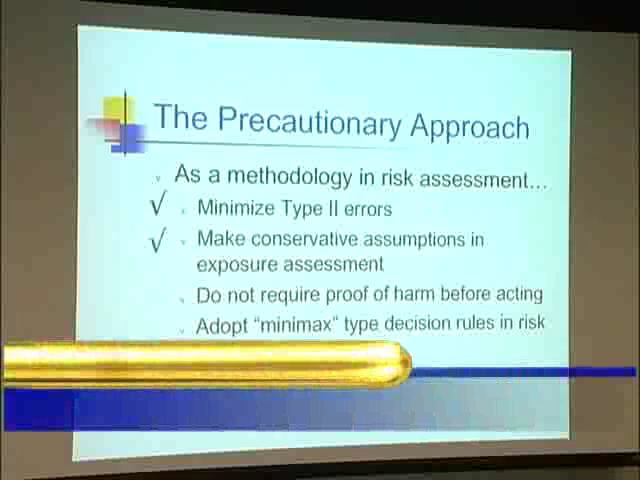 The Precautionary Approach
As a methodology in risk assessment...
√ Minimize Type II errors
√ Make conservative assumptions in
exposure assessment
Do not require proof of harm before acting
Adopt "minimax" type decision rules in risk